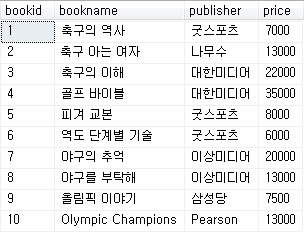 bookid bookname publisher price
1 축구의 역사 굿스포츠 7000
2 축구 아는 여자 나무수 13000
3 축구의 이해 대한미디어 22000
4 골프 바이블 대한미디어 35000
5 피겨 교본 굿스포츠 8000
6 역도 단계별 기술 굿스포츠 6000
7 야구의 추억 이상미디어 20000
8 야구를 부탁해 이상미디어 13000
9 올림픽 이야기 삼성당 7500
10 Olympic Champions Pearson 13000